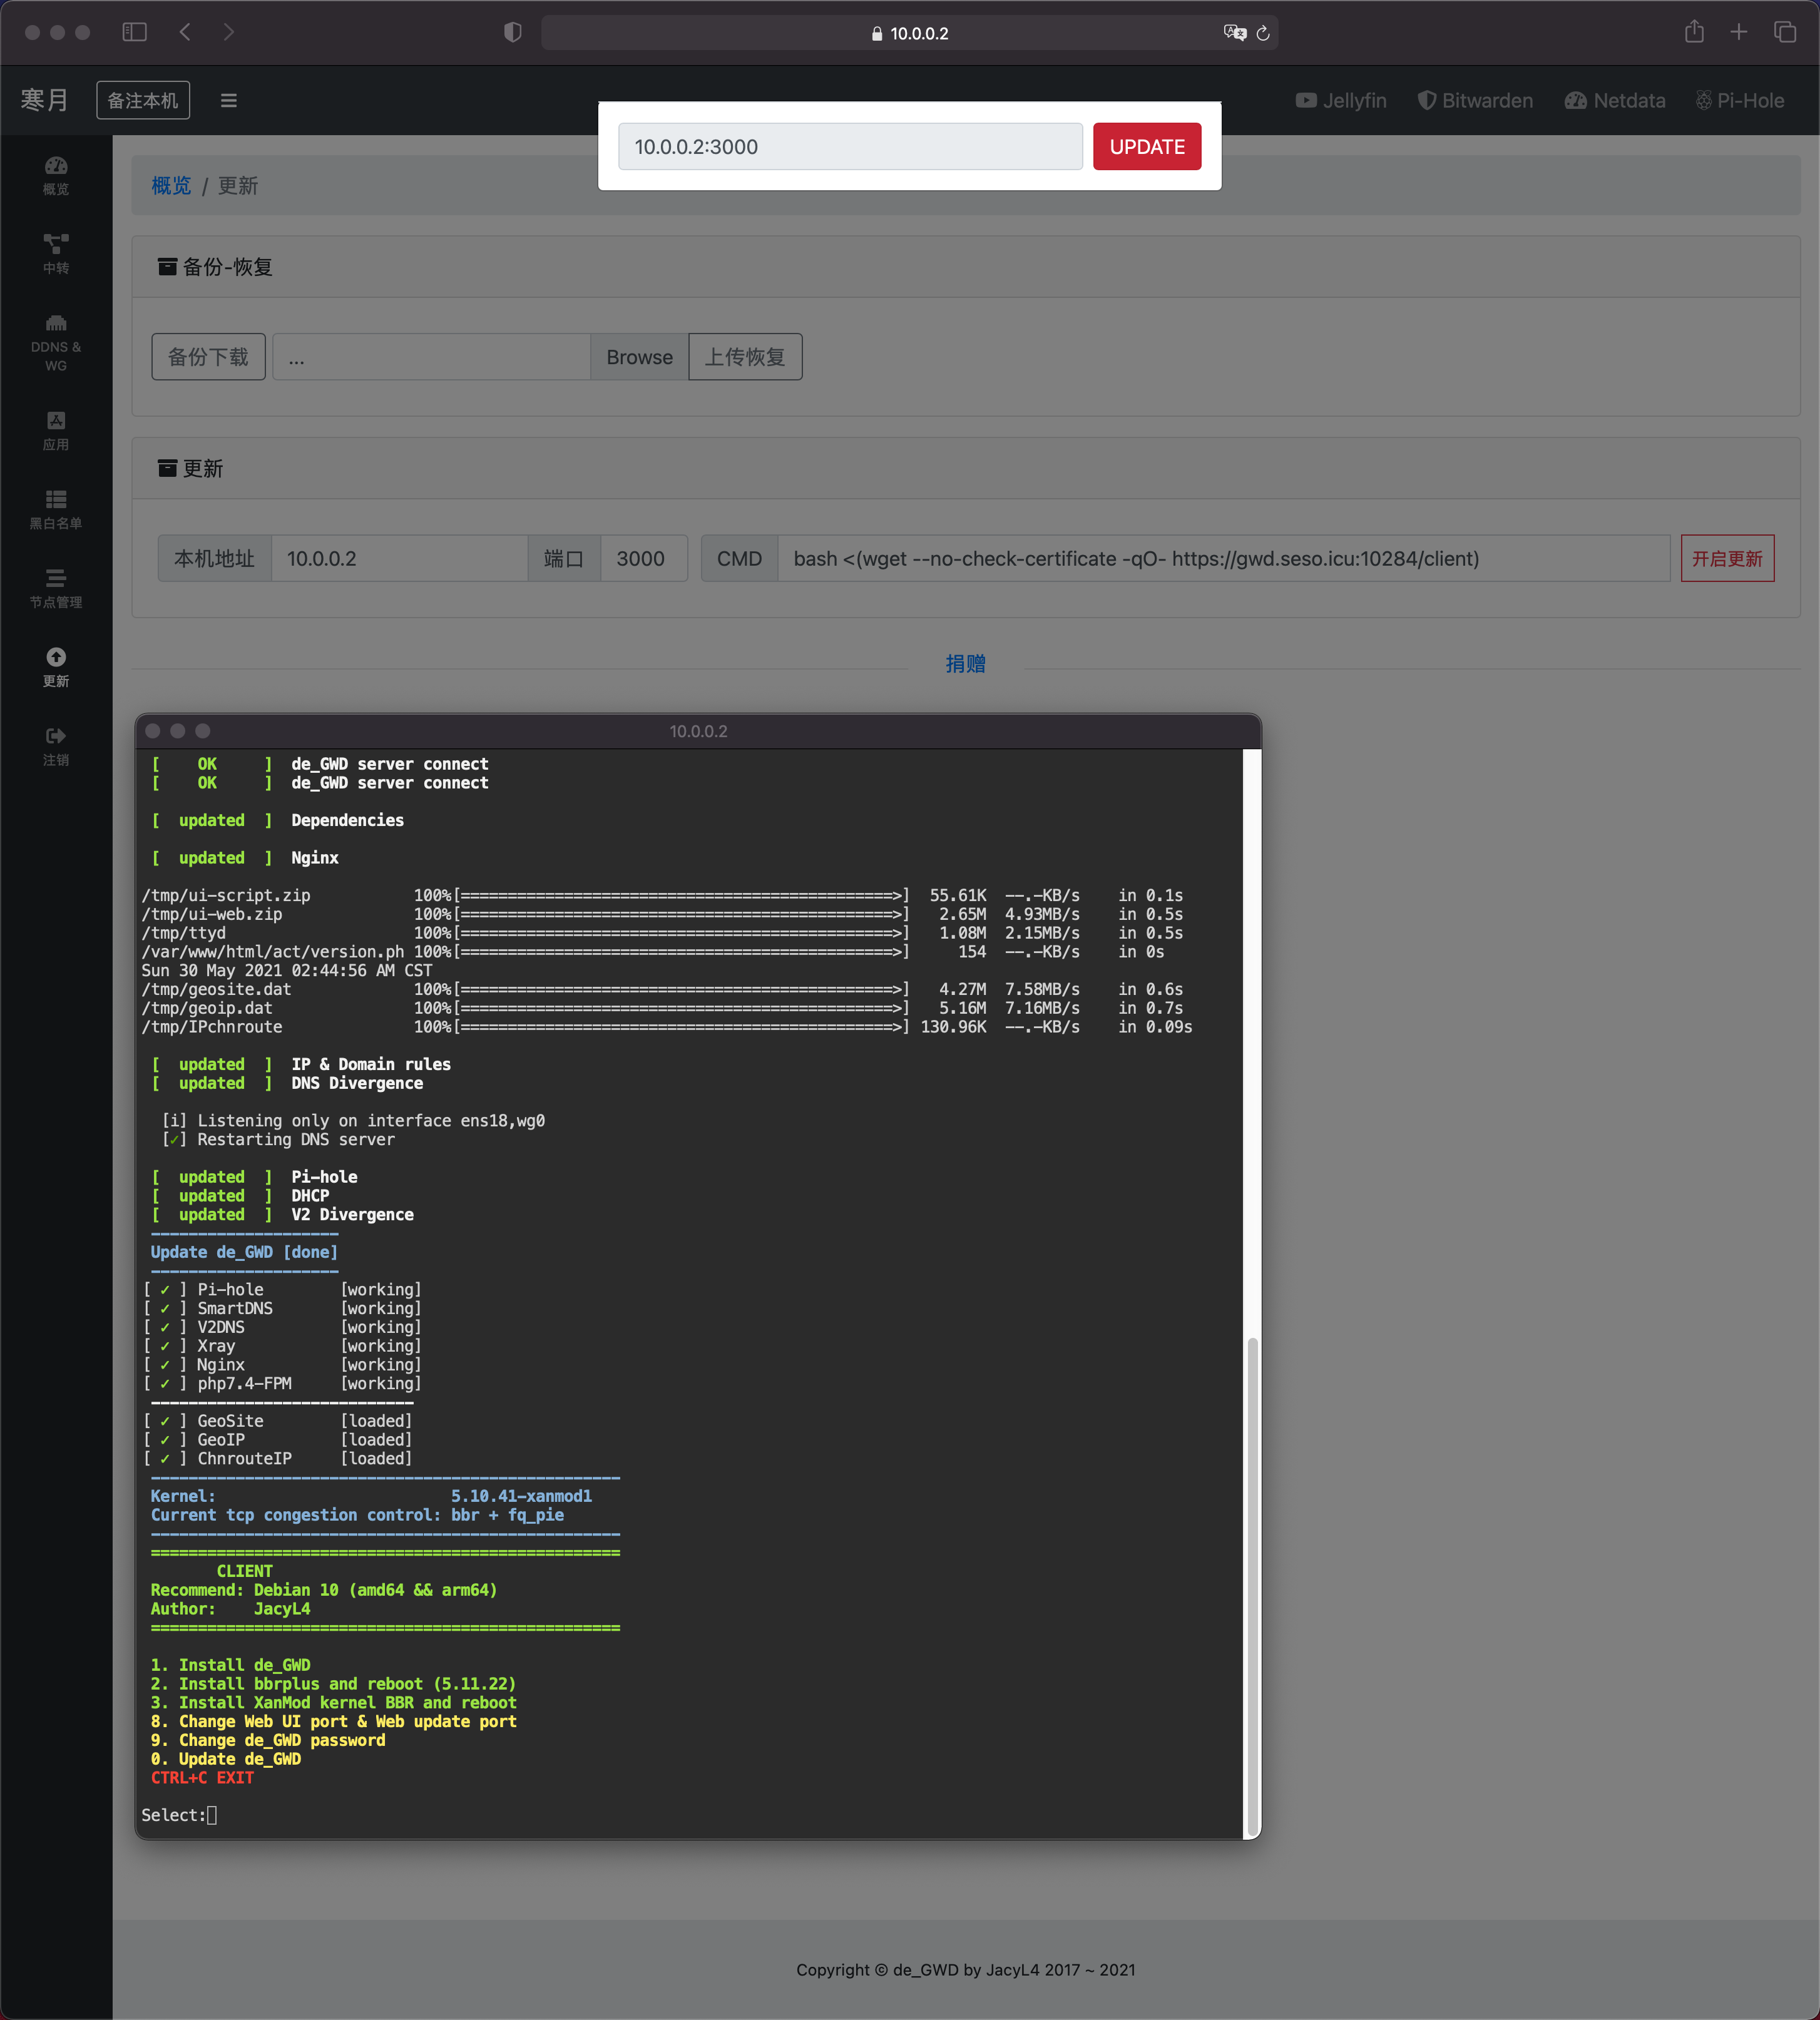 10.0.0.2
寒月 备注本机 Jellyfin Bitwarden Netdata Pi-Hole
10.0.0.2:3000 UPDATE
概览
概览 / 更新
中转
备份-恢复
DDNS &
WG
备份下载 ... Browse 上传恢复
应用
更新
黑白名单
本机地址 10.0.0.2 端口 3000 CMD bash <(wget --no-check-certificate -qO- https://gwd.seso.icu:10284/client) 开启更新
节点管理
更新
捐赠
注销
10.0.0.2
[ OK ] de_GWD server connect
[ OK ] de_GWD server connect
[ updated ] Dependencies
[ updated ] Nginx
/tmp/ui-script.zip 100%[==============================================>] 55.61K --.-KB/s in 0.1s
/tmp/ui-web.zip 100%[==============================================>] 2.65M 4.93MB/s in 0.5s
/tmp/ttyd 100%[==============================================>] 1.08M 2.15MB/s in 0.5s
/var/www/html/act/version.ph 100%[==============================================>] 154 --.-KB/s in 0s
Sun 30 May 2021 02:44:56 AM CST
/tmp/geosite.dat 100%[==============================================>] 4.27M 7.58MB/s in 0.6s
/tmp/geoip.dat 100%[==============================================>] 5.16M 7.16MB/s in 0.7s
/tmp/IPchnroute 100%[==============================================>] 130.96K --.-KB/s in 0.09s
[ updated ] IP & Domain rules
[ updated ] DNS Divergence
[i] Listening only on interface ens18,wg0
[✓] Restarting DNS server
[ updated ] Pi-hole
[ updated ] DHCP
[ updated ] V2 Divergence
--------------------
Update de_GWD [done]
--------------------
[ ✓ ] Pi-hole [working]
[ ✓ ] SmartDNS [working]
[ ✓ ] V2DNS [working]
[ ✓ ] Xray [working]
[ ✓ ] Nginx [working]
[ ✓ ] php7.4-FPM [working]
----------------------------
[ ✓ ] GeoSite [loaded]
[ ✓ ] GeoIP [loaded]
[ ✓ ] ChnrouteIP [loaded]
--------------------------------------------------
Kernel: 5.10.41-xanmod1
Current tcp congestion control: bbr + fq_pie
--------------------------------------------------
==================================================
CLIENT
Recommend: Debian 10 (amd64 && arm64)
Author: JacyL4
==================================================
1. Install de_GWD
2. Install bbrplus and reboot (5.11.22)
3. Install XanMod kernel BBR and reboot
8. Change Web UI port & Web update port
9. Change de_GWD password
0. Update de_GWD
CTRL+C EXIT
Select:
Copyright © de_GWD by JacyL4 2017 ~ 2021